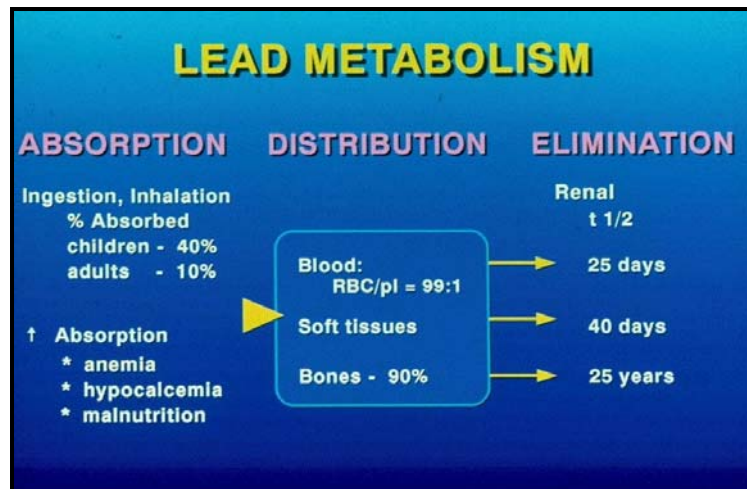 LEAD METABOLISM
ABSORPTION
Ingestion, Inhalation
% Absorbed
children - 40%
adults - 10%
↑ Absorption
* anemia
* hypocalcemia
* malnutrition
DISTRIBUTION
Blood:
RBC/pl = 99:1
Soft tissues
Bones - 90%
ELIMINATION
Renal
t 1/2
25 days
40 days
25 years